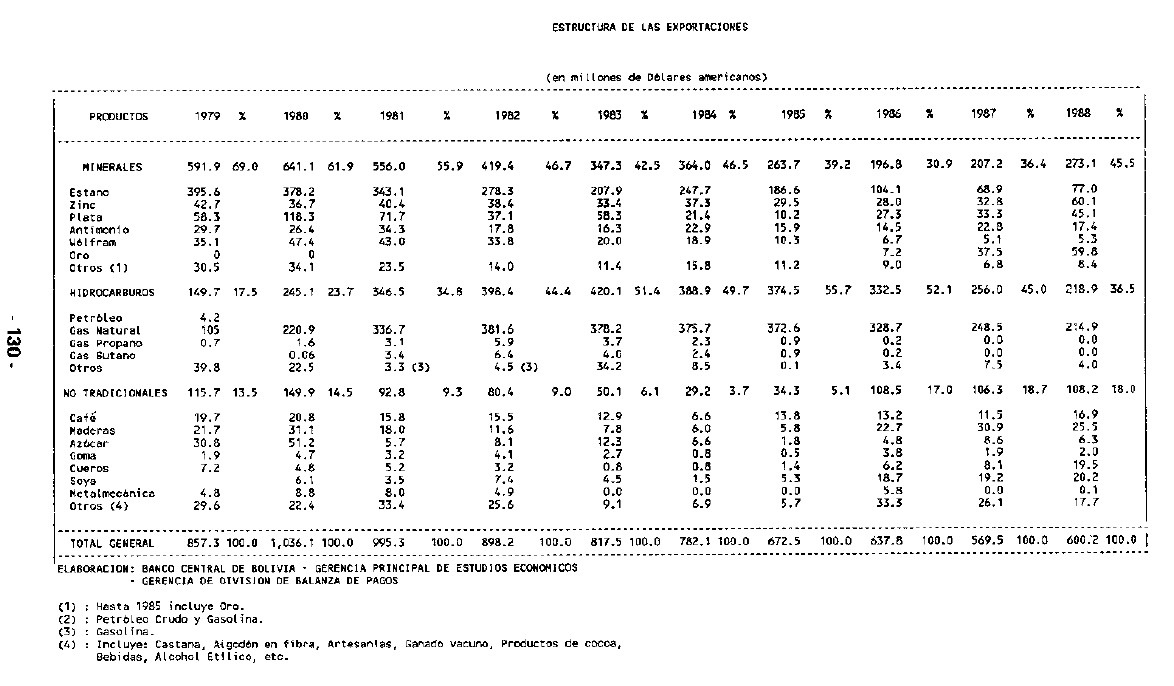 ESTRUCTURA DE LAS EXPORTACIONES
(en millones de Dólares americanos)
PRODUCTOS 1979 % 1980 % 1981 % 1982 % 1983 % 1984 % 1985 % 1986 % 1987 % 1988 %
MINERALES 591.9 69.0 641.1 61.9 556.0 55.9 419.4 46.7 347.3 42.5 364.0 46.5 263.7 39.2 196.8 30.9 207.2 36.4 273.1 45.5
Estano 395.6 378.2 343.1 278.3 207.9 247.7 186.6 104.1 68.9 77.0
Zinc 42.7 36.7 40.4 38.4 33.4 37.3 29.5 28.0 32.8 60.1
Plata 58.3 118.3 71.7 37.1 58.3 21.4 10.2 27.3 33.3 45.1
Antimonio 29.7 26.4 34.3 17.8 16.3 22.9 15.9 14.5 22.8 17.4
Wólfram 35.1 47.4 43.0 33.8 20.0 18.9 10.3 6.7 5.1 5.3
Oro 0 0 7.2 37.5 59.8
Otros (1) 30.5 34.1 23.5 14.0 11.4 15.8 11.2 9.0 6.8 8.4
HIDROCARBUROS 149.7 17.5 245.1 23.7 346.5 34.8 398.4 44.4 420.1 51.4 388.9 49.7 374.5 55.7 332.5 52.1 256.0 45.0 218.9 36.5
Petróleo 4.2
Gas Natural 105 220.9 336.7 381.6 378.2 375.7 372.6 328.7 248.5 214.9
Gas Propano 0.7 1.6 3.1 5.9 3.7 2.3 0.9 0.2 0.0 0.0
Gas Butano 0.06 3.4 6.4 4.0 2.4 0.9 0.2 0.0 0.0
Otros 39.8 22.5 3.3 (3) 4.5 (3) 34.2 8.5 0.1 3.4 7.5 4.0
NO TRADICIONALES 115.7 13.5 149.9 14.5 92.8 9.3 80.4 9.0 50.1 6.1 29.2 3.7 34.3 5.1 108.5 17.0 106.3 18.7 108.2 18.0
Café 19.7 20.8 15.8 15.5 12.9 6.6 13.8 13.2 11.5 16.9
Maderas 21.7 31.1 18.0 11.6 7.8 6.0 5.8 22.7 30.9 25.5
Azúcar 30.8 51.2 5.7 8.1 12.3 6.6 1.8 4.8 8.6 6.3
Goma 1.9 4.7 3.2 4.1 2.7 0.8 0.5 3.8 1.9 2.0
Cueros 7.2 4.8 5.2 3.2 0.8 0.8 1.4 6.2 8.1 19.5
Soya 6.1 3.5 7.4 4.5 1.5 5.3 18.7 19.2 20.2
Metalmecánica 4.8 8.8 8.0 4.9 0.0 0.0 0.0 5.8 0.0 0.1
Otros (4) 29.6 22.4 33.4 25.6 9.1 6.9 5.7 33.3 26.1 17.7
TOTAL GENERAL 857.3 100.0 1,036.1 100.0 995.3 100.0 898.2 100.0 817.5 100.0 782.1 100.0 672.5 100.0 637.8 100.0 569.5 100.0 600.2 100.0
ELABORACION: BANCO CENTRAL DE BOLIVIA - GERENCIA PRINCIPAL DE ESTUDIOS ECONOMICOS
- GERENCIA DE DIVISION DE BALANZA DE PAGOS
(1) : Hasta 1985 incluye Oro.
(2) : Petróleo Crudo y Gasolina.
(3) : Gasolina.
(4) : Incluye: Castana, Algodón en fibra, Artesanías, Ganado vacuno, Productos de cocoa,
Bebidas, Alcohol Etílico, etc.
- 130 -